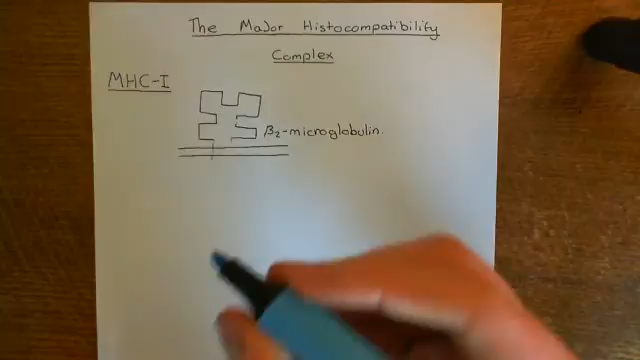 The Major Histocompatibility
Complex
MHC-I
β₂-microglobulin